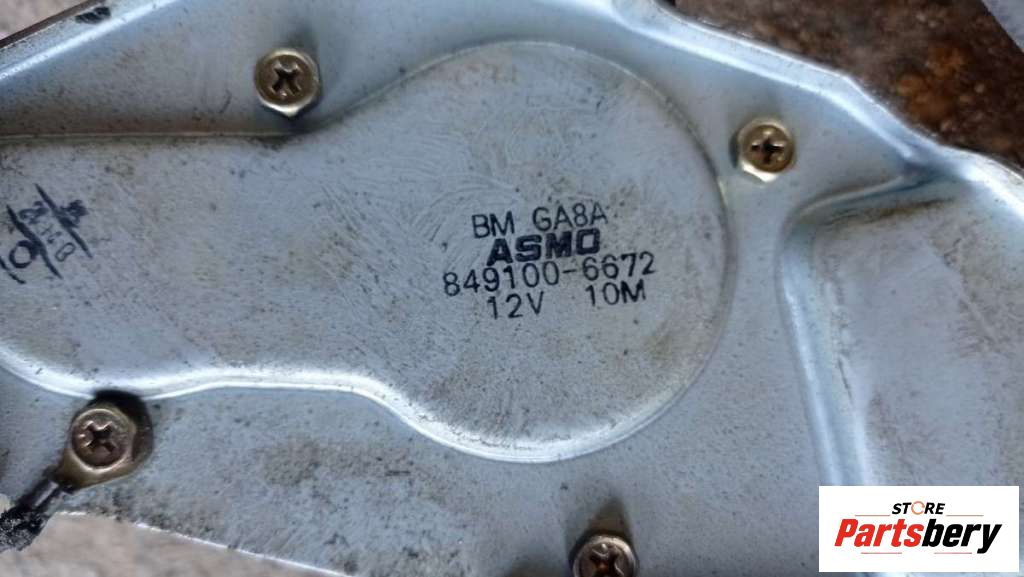 BM GA8A
ASMO
849100-6672
12V 10M
STORE
Partsbery